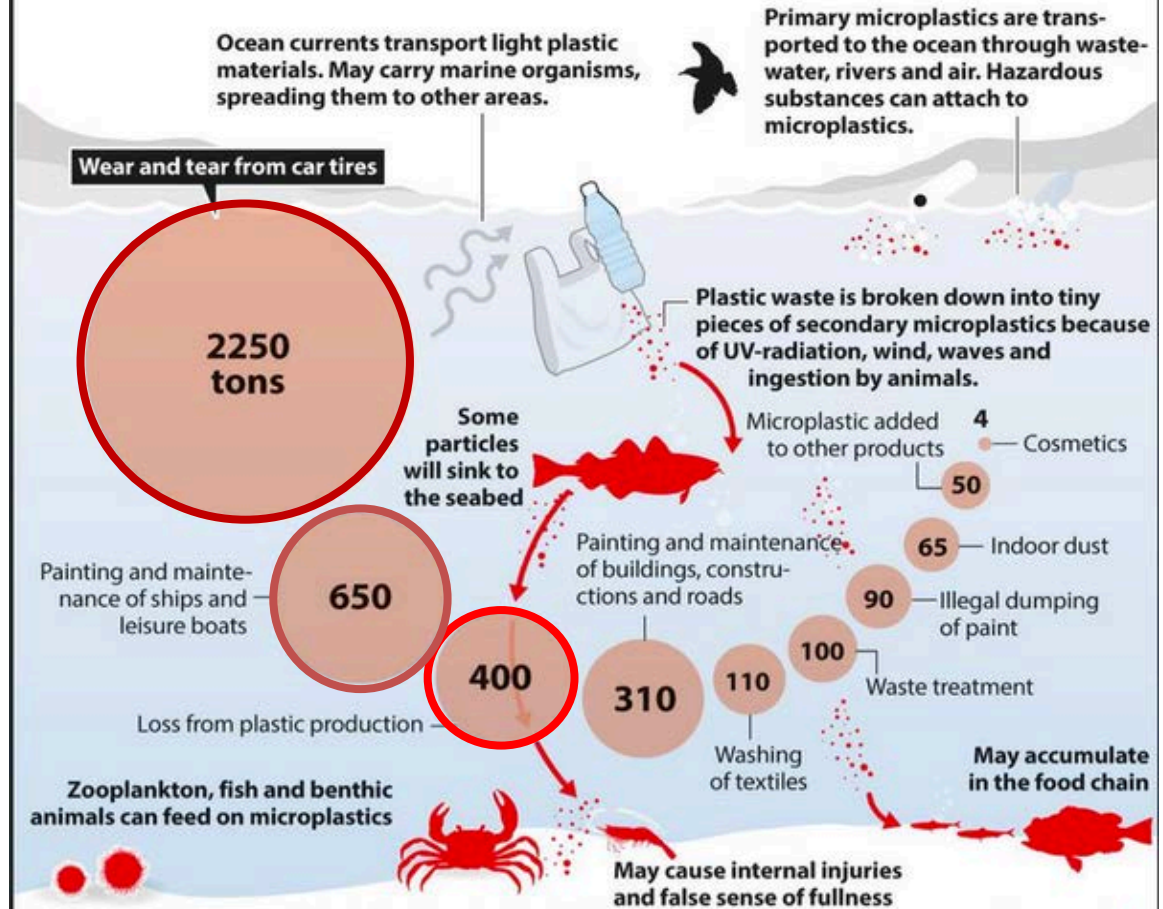 Ocean currents transport light plastic
materials. May carry marine organisms,
spreading them to other areas.
Primary microplastics are trans-
ported to the ocean through waste-
water, rivers and air. Hazardous
substances can attach to
microplastics.
Wear and tear from car tires
2250
tons
Plastic waste is broken down into tiny
pieces of secondary microplastics because
of UV-radiation, wind, waves and
ingestion by animals.
Some
particles
will sink to
the seabed
Microplastic added
to other products
50
4
Cosmetics
65
Indoor dust
90
Illegal dumping
of paint
100
Waste treatment
110
Washing
of textiles
Painting and maintenance
of buildings, constru-
ctions and roads
310
Painting and mainte-
nance of ships and
leisure boats
650
400
Loss from plastic production
Zooplankton, fish and benthic
animals can feed on microplastics
May cause internal injuries
and false sense of fullness
May accumulate
in the food chain